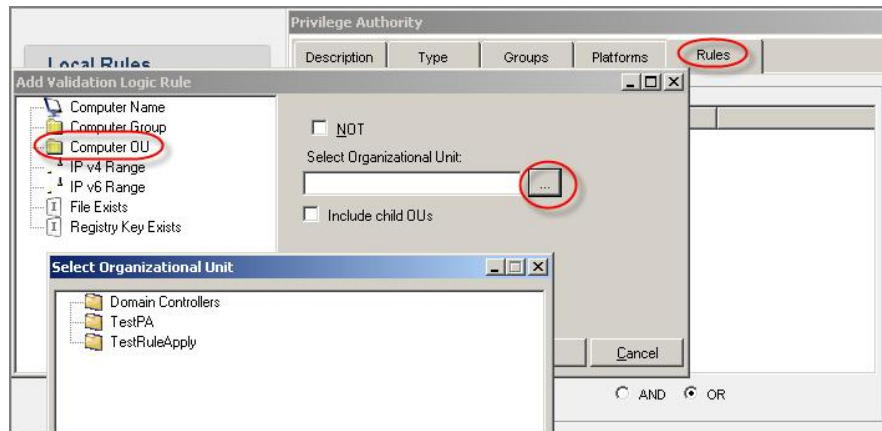 Privilege Authority
Description Type Groups Platforms Rules
Local Rules
Add Validation Logic Rule
Computer Name
Computer Group
Computer OU
IP v4 Range
IP v6 Range
File Exists
Registry Key Exists
NOT
Select Organizational Unit:
...
Include child OUs
Cancel
Select Organizational Unit
Domain Controllers
TestPA
TestRuleApply
AND OR